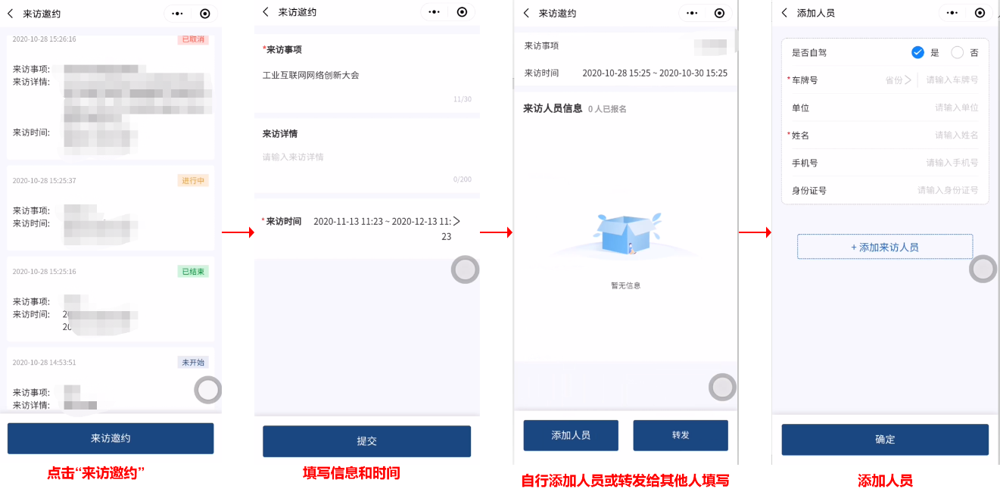 来访邀约
2020-10-28 15:26:16
已取消
来访事项:
来访详情:
来访时间:
2020-10-28 15:25:37
进行中
来访事项:
来访时间:
2020-10-28 15:25:16
已结束
来访事项:
来访时间:
2020-10-28 14:53:51
未开始
来访事项:
来访详情:
来访邀约
点击“来访邀约”
来访邀约
*来访事项
工业互联网网络创新大会
11/30
来访详情
请输入来访详情
0/200
*来访时间 2020-11-13 11:23 ~ 2020-12-13 11:
23
提交
填写信息和时间
来访邀约
来访事项
来访时间 2020-10-28 15:25 ~ 2020-10-30 15:25
来访人员信息 0 人已报名
暂无信息
添加人员 转发
自行添加人员或转发给其他人填写
添加人员
是否自驾 是 否
*车牌号 省份 请输入车牌号
单位 请输入单位
*姓名 请输入姓名
手机号 请输入手机号
身份证号 请输入身份证号
+ 添加来访人员
确定
添加人员